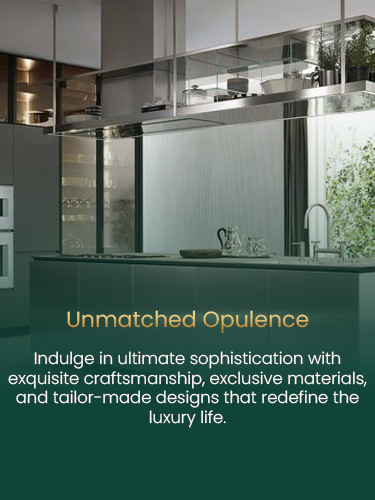 Unmatched Opulence
Indulge in ultimate sophistication with
exquisite craftsmanship, exclusive materials,
and tailor-made designs that redefine the
luxury life.